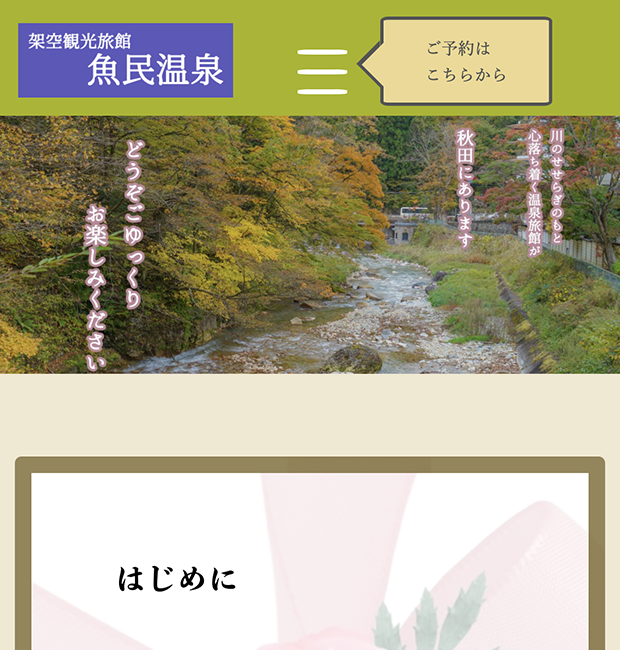 架空観光旅館
魚民温泉
ご予約は
こちらから
川のせせらぎのもと
心落ち着く温泉旅館が
秋田にあります
どうぞごゆっくり
お楽しみください
はじめに